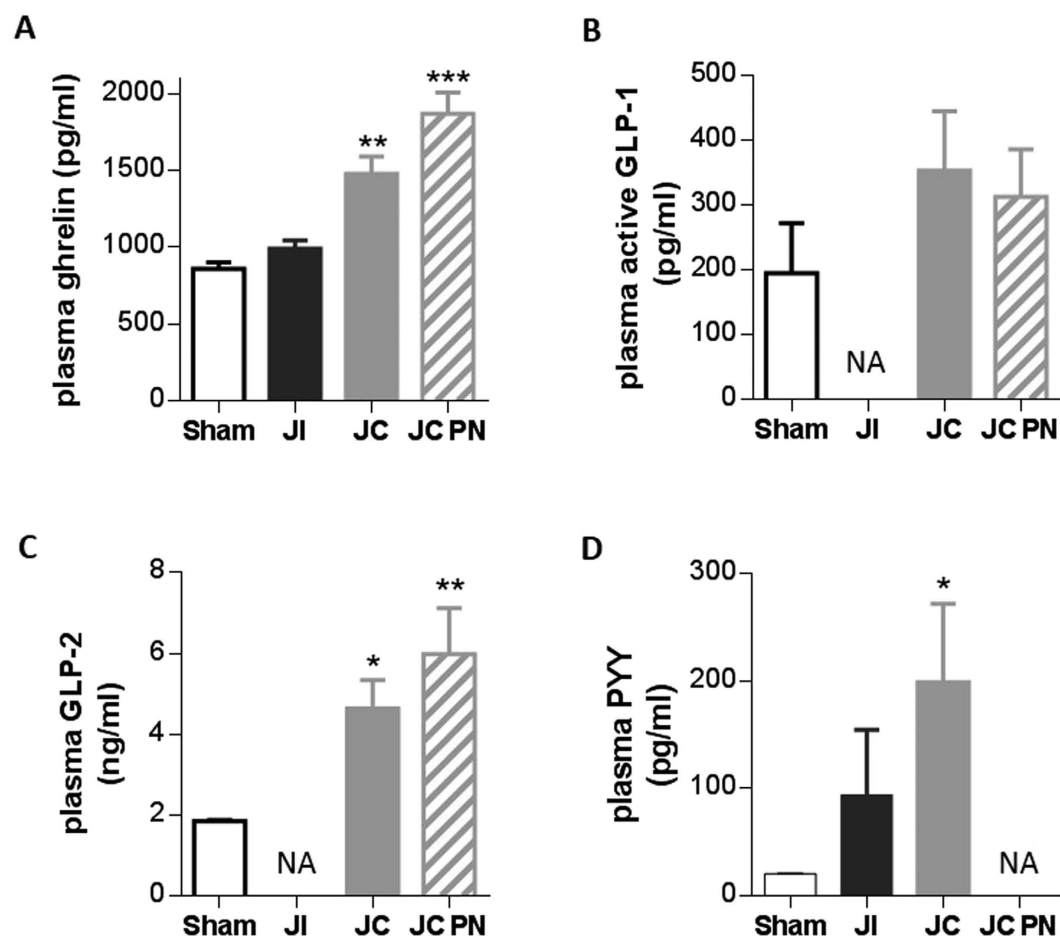 A
plasma ghrelin (pg/ml)
2000
1500
1000
500
0
**
***
Sham JI JC JC PN
B
plasma active GLP-1
(pg/ml)
500
400
300
200
100
0
NA
Sham JI JC JC PN
C
plasma GLP-2
(ng/ml)
8
6
4
2
0
NA
*
**
Sham JI JC JC PN
D
plasma PYY
(pg/ml)
300
200
100
0
*
NA
Sham JI JC JC PN